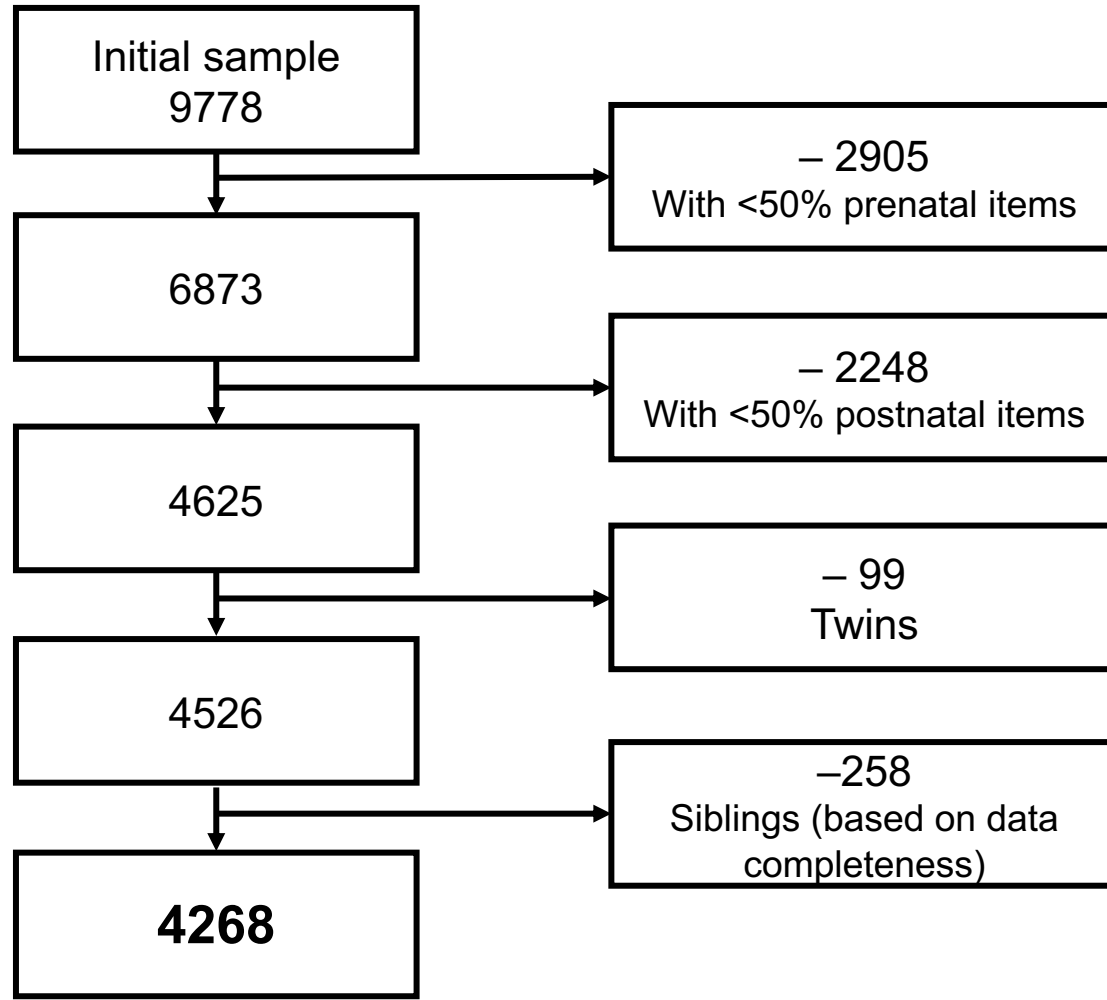 Initial sample
9778
– 2905
With <50% prenatal items
6873
– 2248
With <50% postnatal items
4625
– 99
Twins
4526
–258
Siblings (based on data
completeness)
4268